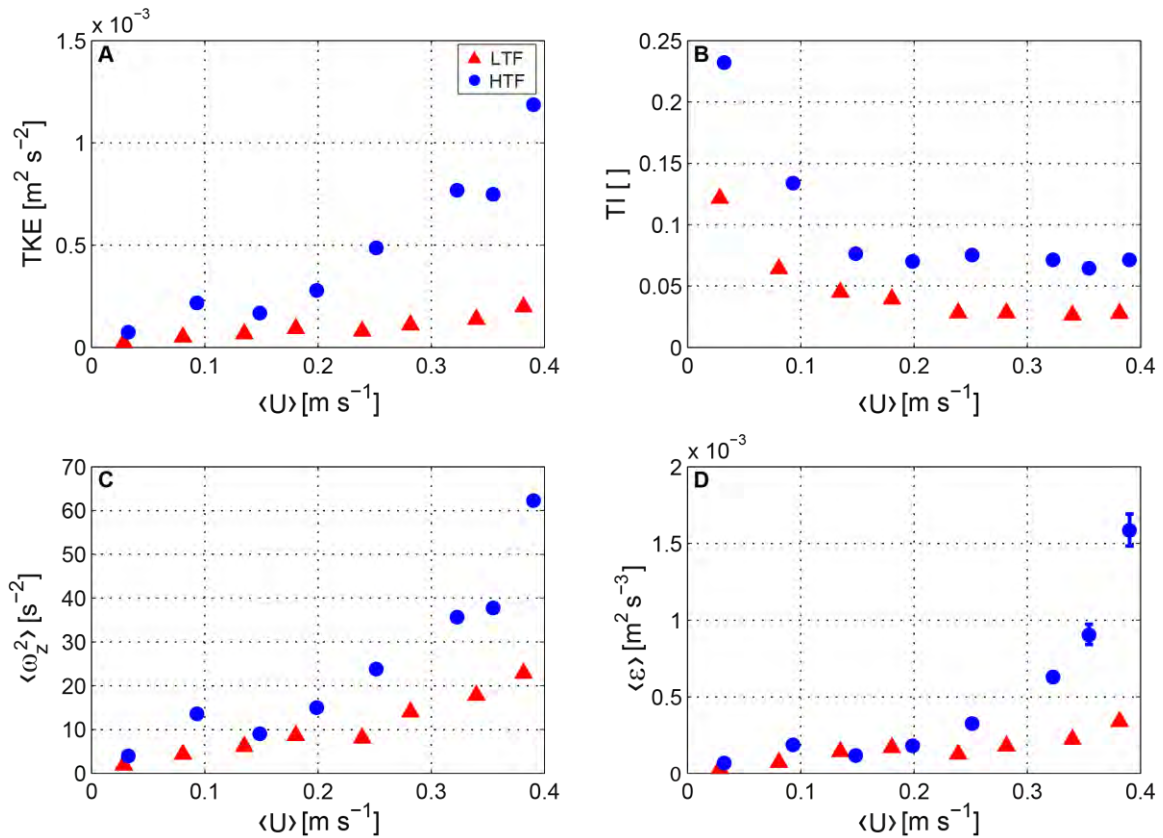 × 10⁻³
1.5
1
0.5
0
A
LTF
HTF
TKE [m² s⁻²]
0 0.1 0.2 0.3 0.4
⟨U⟩ [m s⁻¹]
0.25
0.2
0.15
0.1
0.05
0
B
TI [ ]
0 0.1 0.2 0.3 0.4
⟨U⟩ [m s⁻¹]
70
60
50
40
30
20
10
0
C
⟨ω_z²⟩ [s⁻²]
0 0.1 0.2 0.3 0.4
⟨U⟩ [m s⁻¹]
× 10⁻³
2
1.5
1
0.5
0
D
⟨ε⟩ [m² s⁻³]
0 0.1 0.2 0.3 0.4
⟨U⟩ [m s⁻¹]